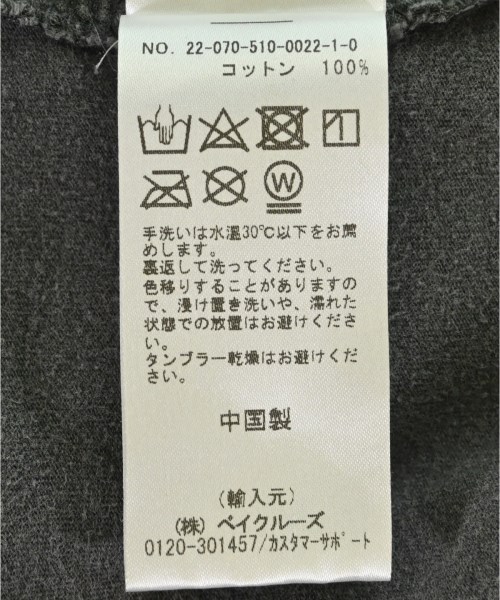 NO. 22-070-510-0022-1-0
コットン 100%
W
手洗いは水温30℃以下をお薦
めします。
裏返して洗ってください。
色移りすることがありますの
で、浸け置き洗いや、濡れた
状態での放置はお避けくださ
い。
タンブラー乾燥はお避けくだ
さい。
中国製
(輸入元)
(株) ベイクルーズ
0120-301457/カスタマーサポート